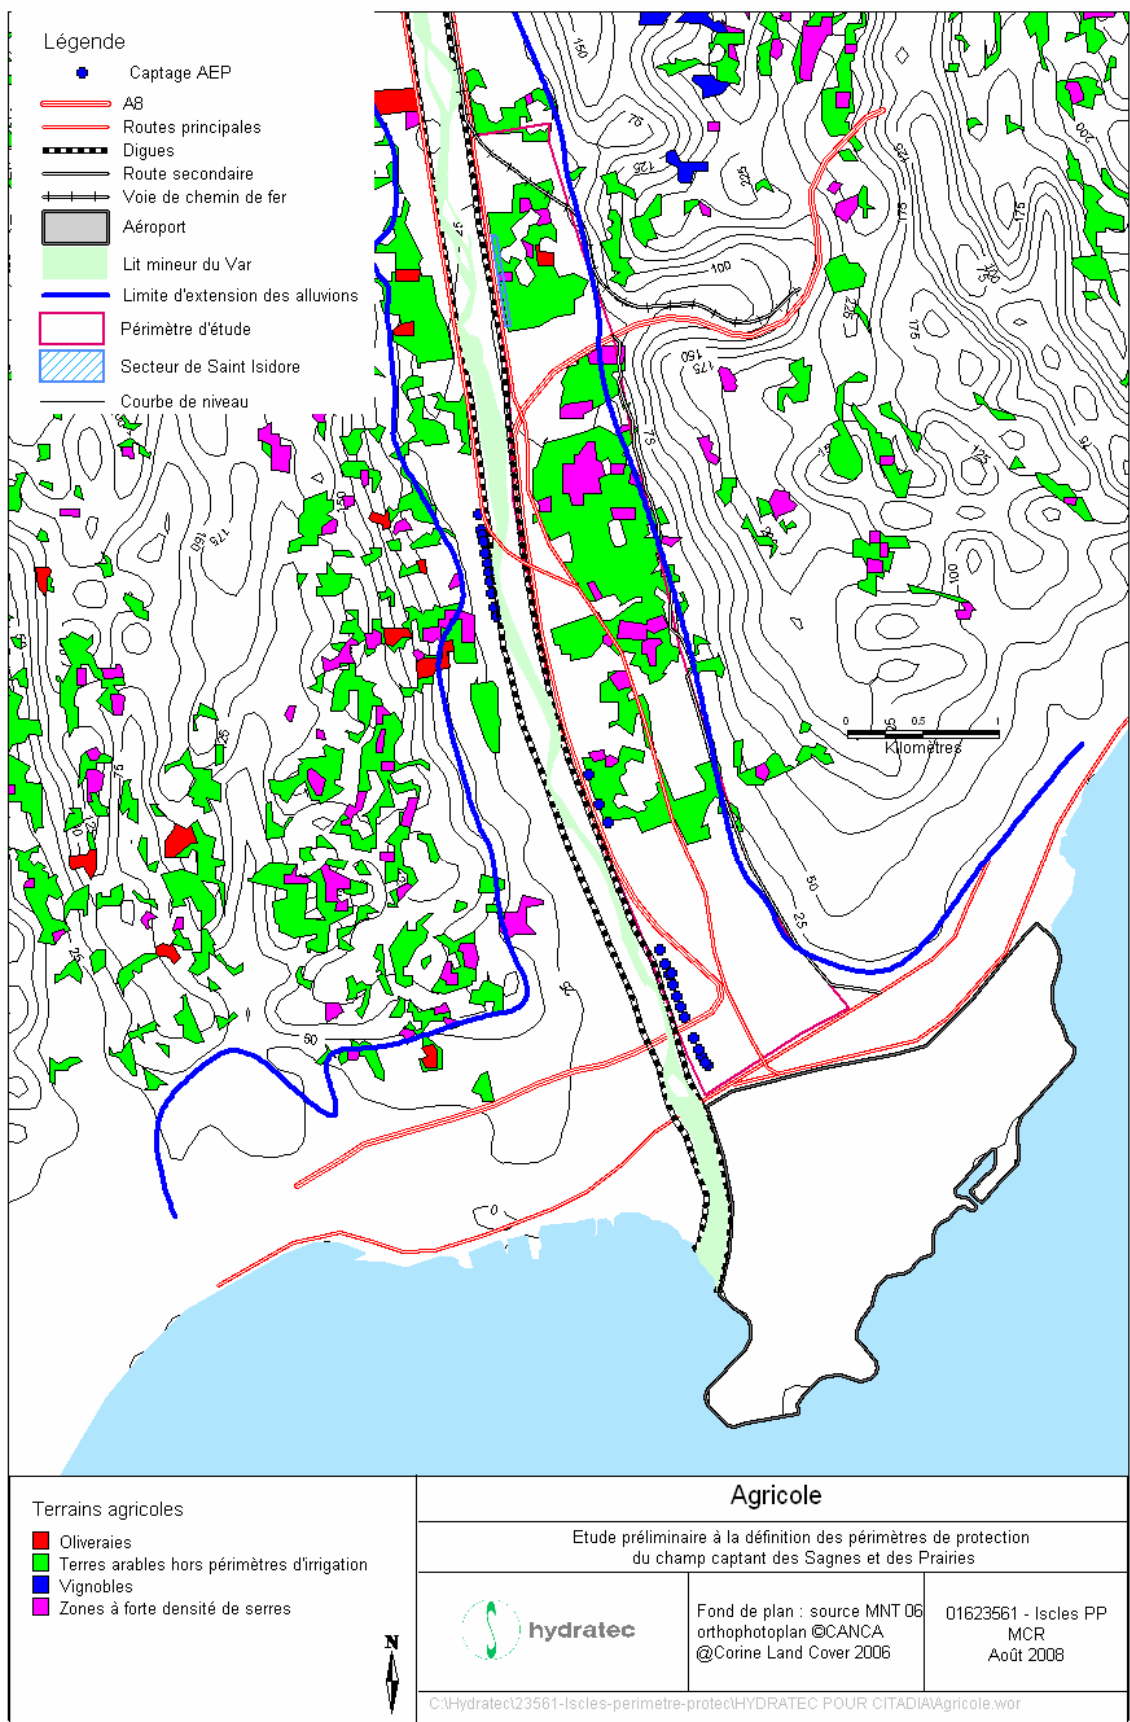 Légende
Captage AEP
A8
Routes principales
Digues
Route secondaire
Voie de chemin de fer
Aéroport
Lit mineur du Var
Limite d'extension des alluvions
Périmètre d'étude
Secteur de Saint Isidore
Courbe de niveau
150
125
225
200
125
175
175
100
75
225
175
150
175
75
125
50
175
100
125
75
50
25
25
75
50
25
0
0 0.5 1
Kilomètres
Terrains agricoles
Oliveraies
Terres arables hors périmètres d'irrigation
Vignobles
Zones à forte densité de serres
N
Agricole
Etude préliminaire à la définition des périmètres de protection
du champ captant des Sagnes et des Prairies
hydratec
Fond de plan : source MNT 06
orthophotoplan ©CANCA
@Corine Land Cover 2006
01623561 - Iscles PP
MCR
Août 2008
C:\Hydratec\23561-Iscles-perimetre-protec\HYDRATEC POUR CITADIA\Agricole.wor